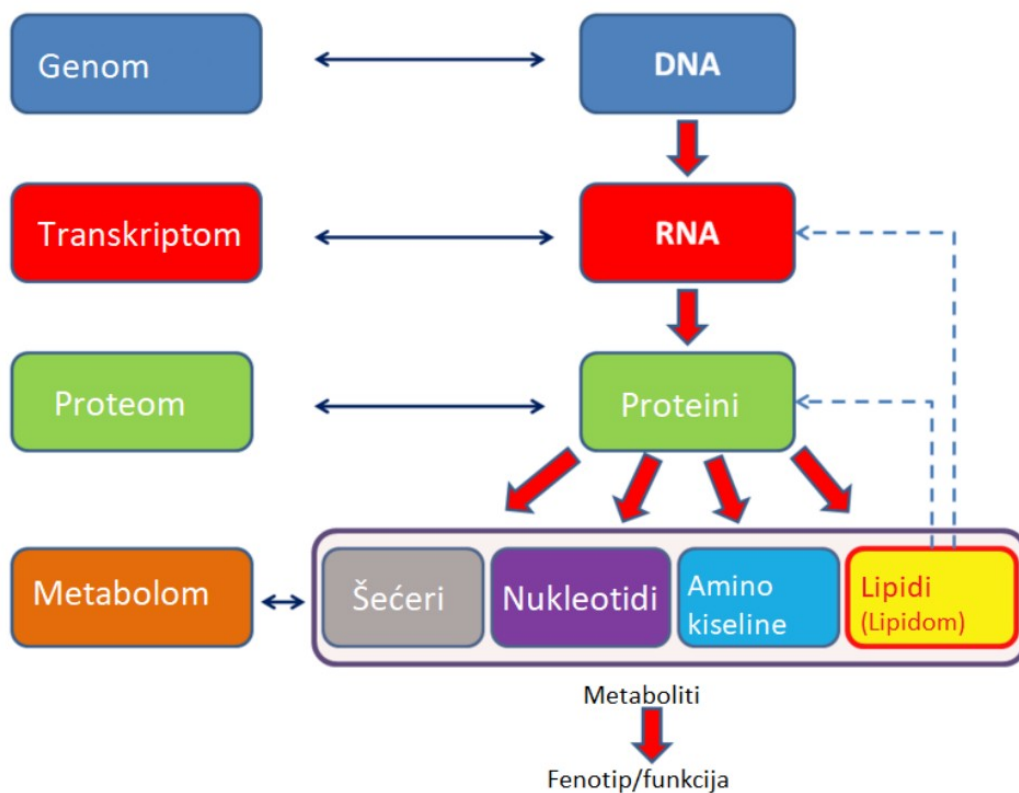 Genom
DNA
Transkriptom
RNA
Proteom
Proteini
Metabolom
Šećeri
Nukleotidi
Amino
kiseline
Lipidi
(Lipidom)
Metaboliti
Fenotip/funkcija